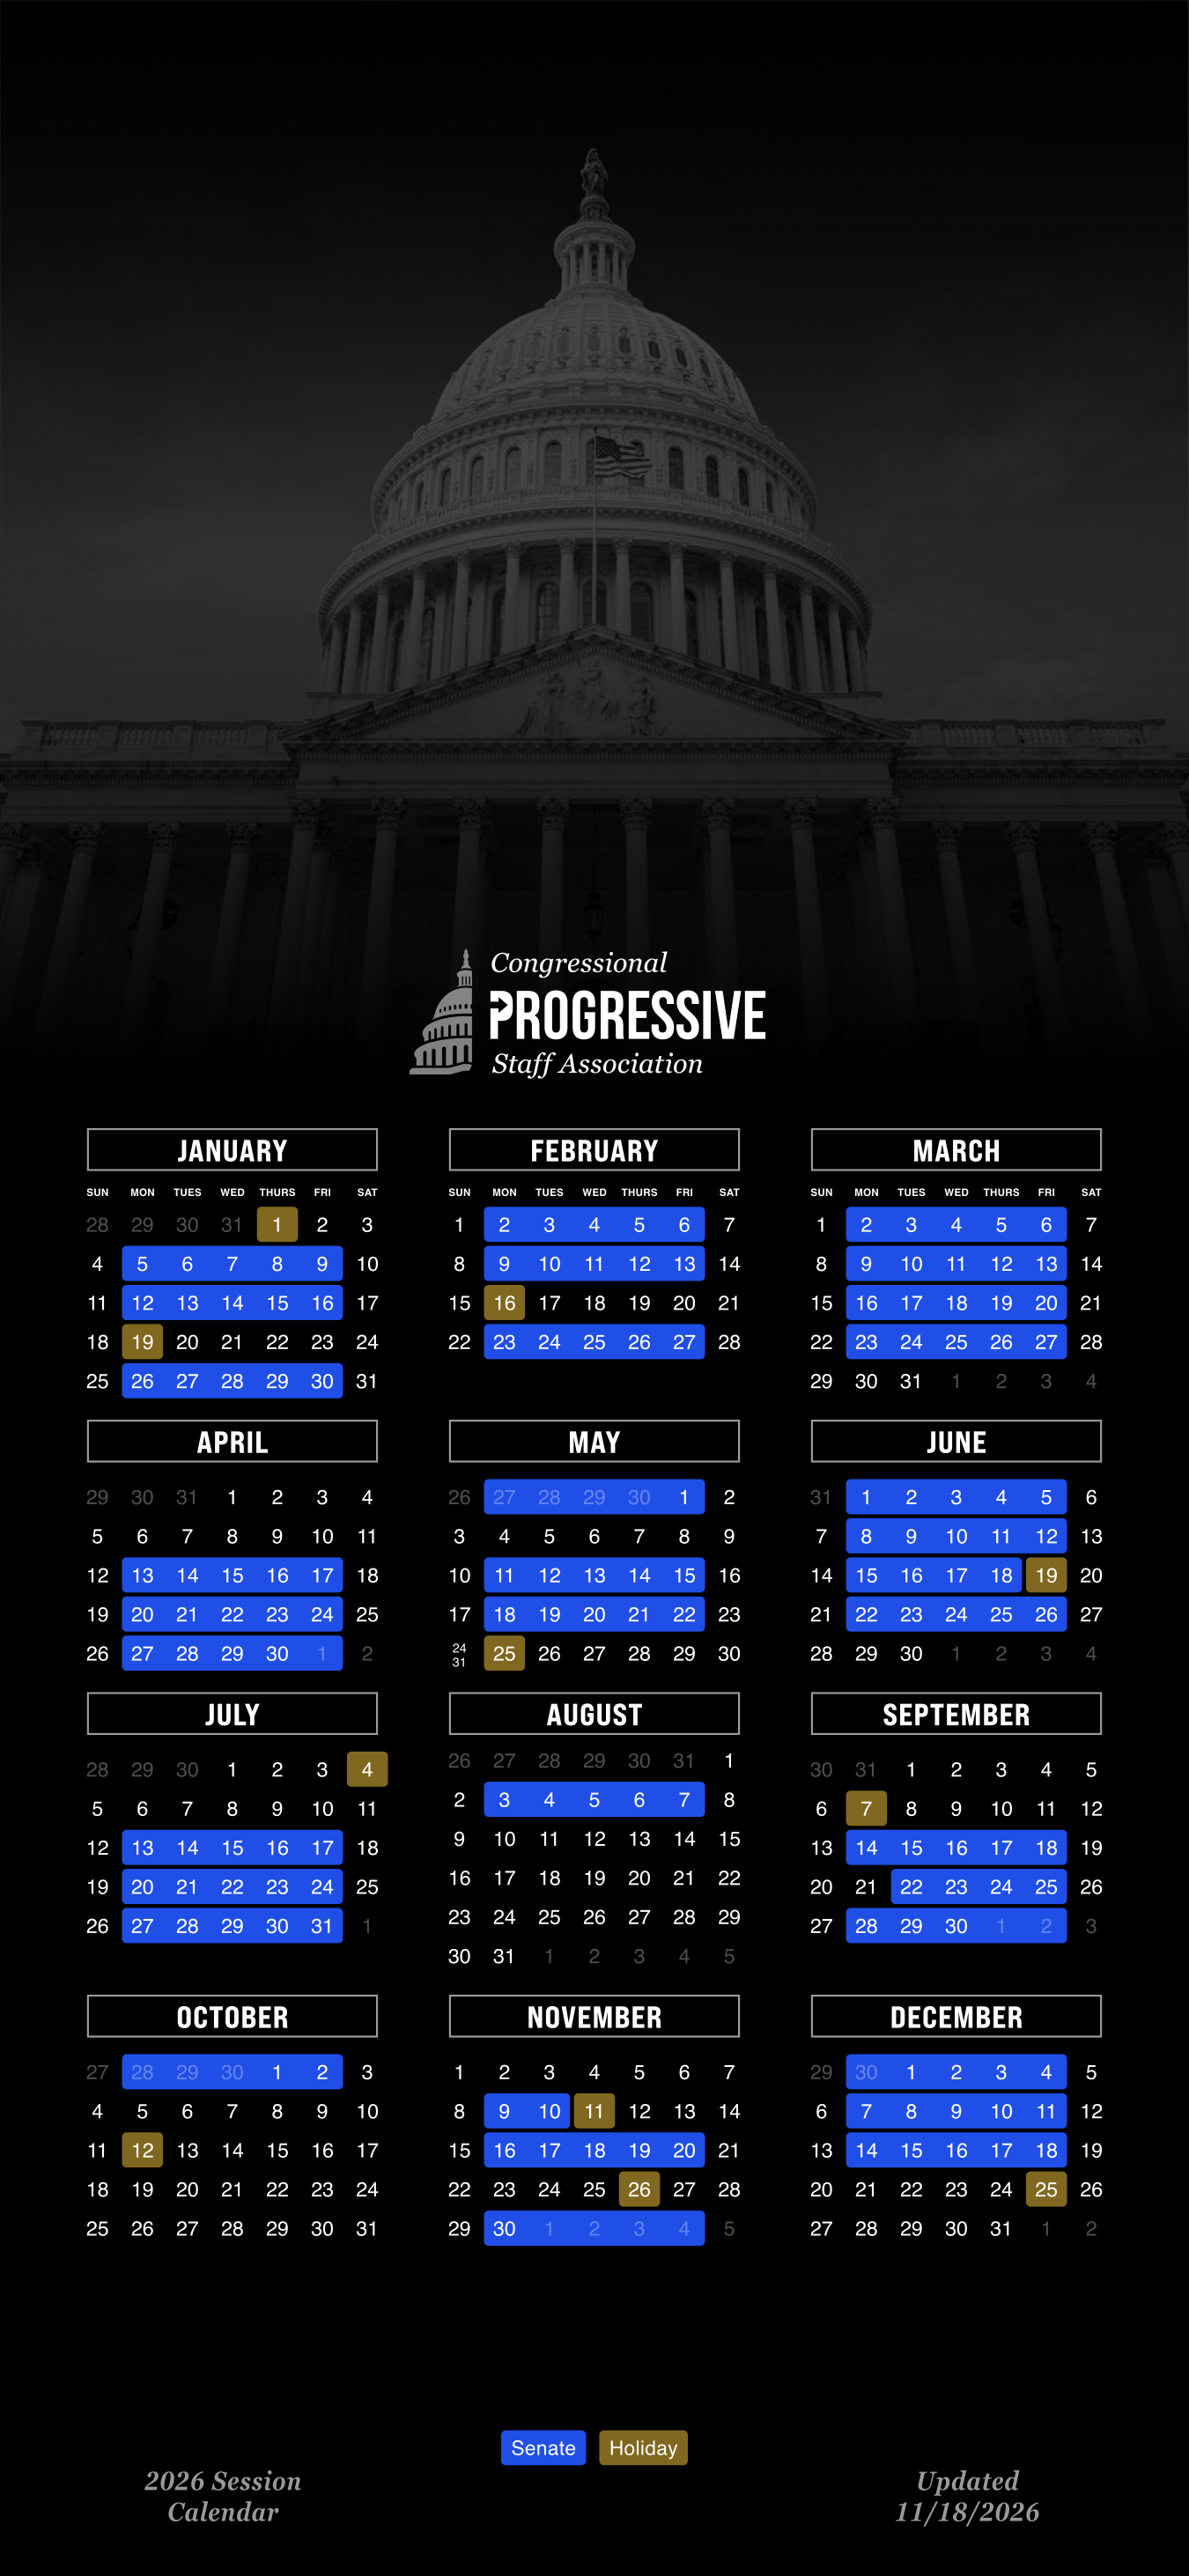 Congressional
PROGRESSIVE
Staff Association
JANUARY
SUN MON TUES WED THURS FRI SAT
28 29 30 31 1 2 3
4 5 6 7 8 9 10
11 12 13 14 15 16 17
18 19 20 21 22 23 24
25 26 27 28 29 30 31
FEBRUARY
SUN MON TUES WED THURS FRI SAT
1 2 3 4 5 6 7
8 9 10 11 12 13 14
15 16 17 18 19 20 21
22 23 24 25 26 27 28
MARCH
SUN MON TUES WED THURS FRI SAT
1 2 3 4 5 6 7
8 9 10 11 12 13 14
15 16 17 18 19 20 21
22 23 24 25 26 27 28
29 30 31 1 2 3 4
APRIL
29 30 31 1 2 3 4
5 6 7 8 9 10 11
12 13 14 15 16 17 18
19 20 21 22 23 24 25
26 27 28 29 30 1 2
MAY
26 27 28 29 30 1 2
3 4 5 6 7 8 9
10 11 12 13 14 15 16
17 18 19 20 21 22 23
24 31 25 26 27 28 29 30
JUNE
31 1 2 3 4 5 6
7 8 9 10 11 12 13
14 15 16 17 18 19 20
21 22 23 24 25 26 27
28 29 30 1 2 3 4
JULY
28 29 30 1 2 3 4
5 6 7 8 9 10 11
12 13 14 15 16 17 18
19 20 21 22 23 24 25
26 27 28 29 30 31 1
AUGUST
26 27 28 29 30 31 1
2 3 4 5 6 7 8
9 10 11 12 13 14 15
16 17 18 19 20 21 22
23 24 25 26 27 28 29
30 31 1 2 3 4 5
SEPTEMBER
30 31 1 2 3 4 5
6 7 8 9 10 11 12
13 14 15 16 17 18 19
20 21 22 23 24 25 26
27 28 29 30 1 2 3
OCTOBER
27 28 29 30 1 2 3
4 5 6 7 8 9 10
11 12 13 14 15 16 17
18 19 20 21 22 23 24
25 26 27 28 29 30 31
NOVEMBER
1 2 3 4 5 6 7
8 9 10 11 12 13 14
15 16 17 18 19 20 21
22 23 24 25 26 27 28
29 30 1 2 3 4 5
DECEMBER
29 30 1 2 3 4 5
6 7 8 9 10 11 12
13 14 15 16 17 18 19
20 21 22 23 24 25 26
27 28 29 30 31 1 2
Senate Holiday
2026 Session
Calendar
Updated
11/18/2026